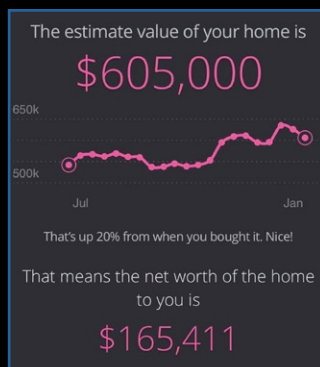 The estimate value of your home is
$605,000
650k
500k
Jul Jan
That's up 20% from when you bought it. Nice!
That means the net worth of the home
to you is
$165,411